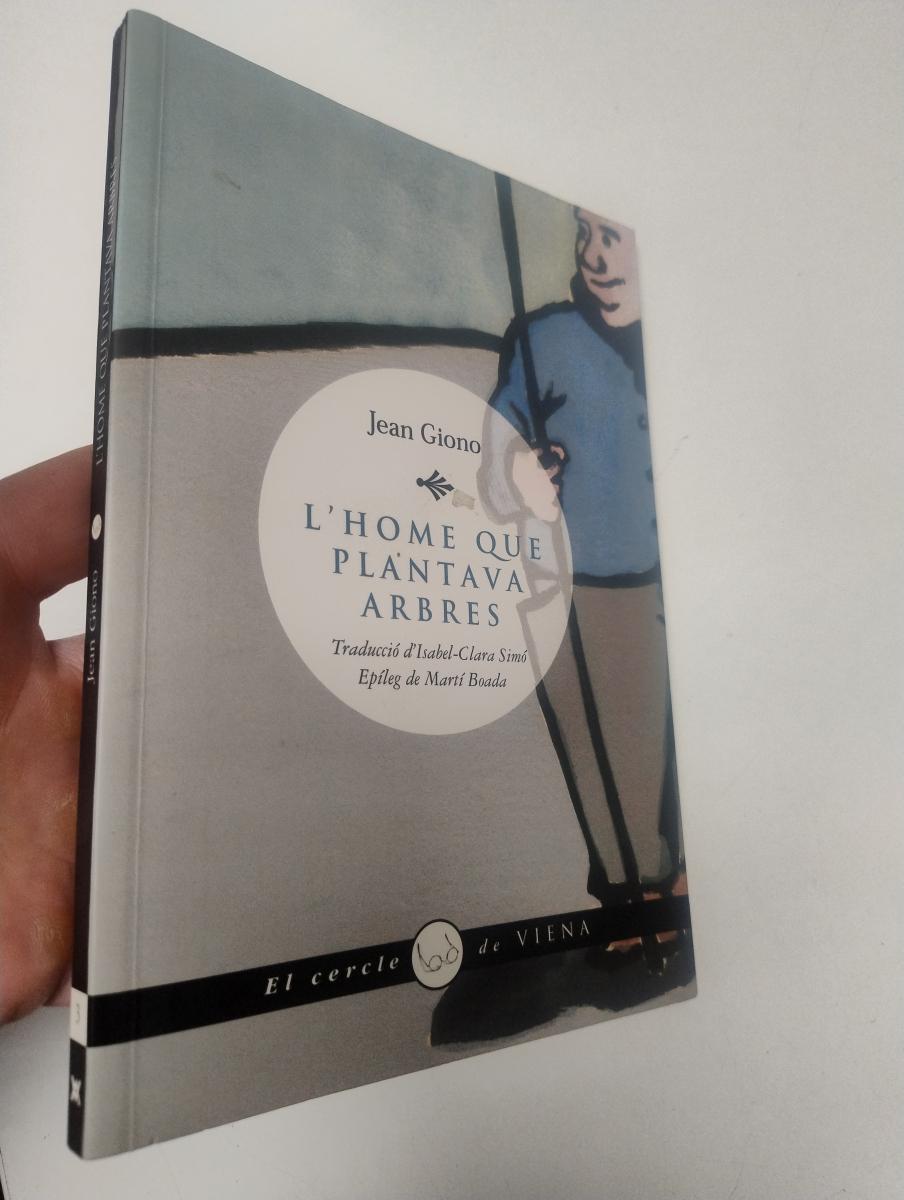 Jean Giono
L'HOME QUE
PLANTAVA
ARBRES
Traducció d'Isabel-Clara Simó
Epíleg de Martí Boada
El cercle de VIENA
L'HOME QUE PLANTAVA ARBRES
Jean Giono
3